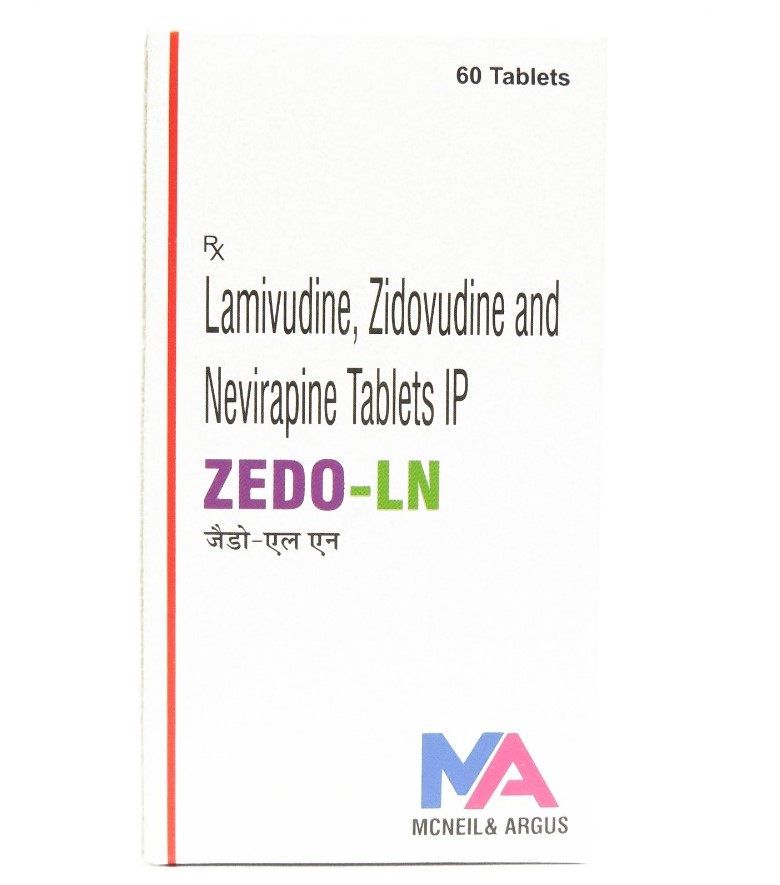 60 Tablets
Rx
Lamivudine, Zidovudine and
Nevirapine Tablets IP
ZEDO-LN
जैडो-एल एन
MA
MCNEIL& ARGUS